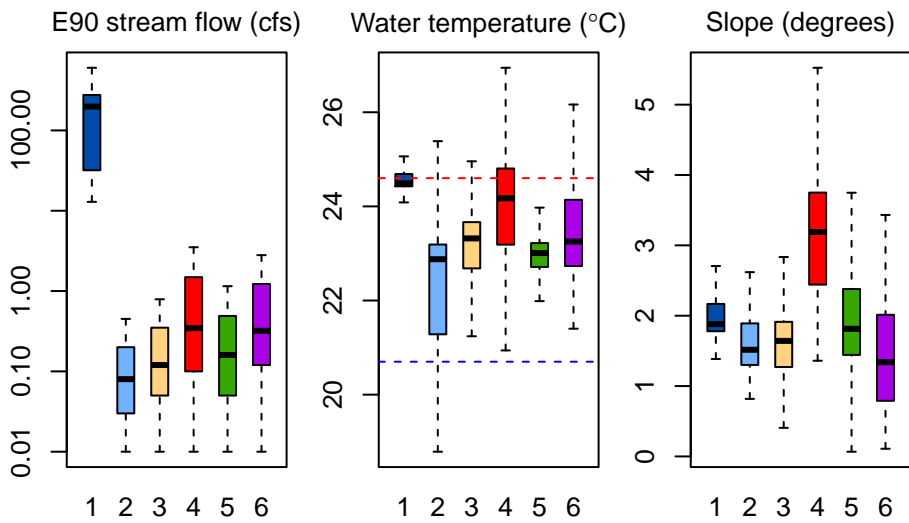 E90 stream flow (cfs)
Water temperature (°C)
Slope (degrees)
100.00
1.00
0.10
0.01
26
24
22
20
5
4
3
2
1
0
1 2 3 4 5 6
1 2 3 4 5 6
1 2 3 4 5 6